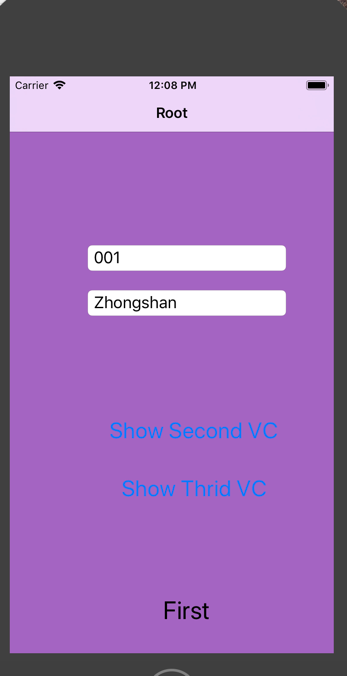 Carrier 12:08 PM
Root
001
Zhongshan
Show Second VC
Show Thrid VC
First